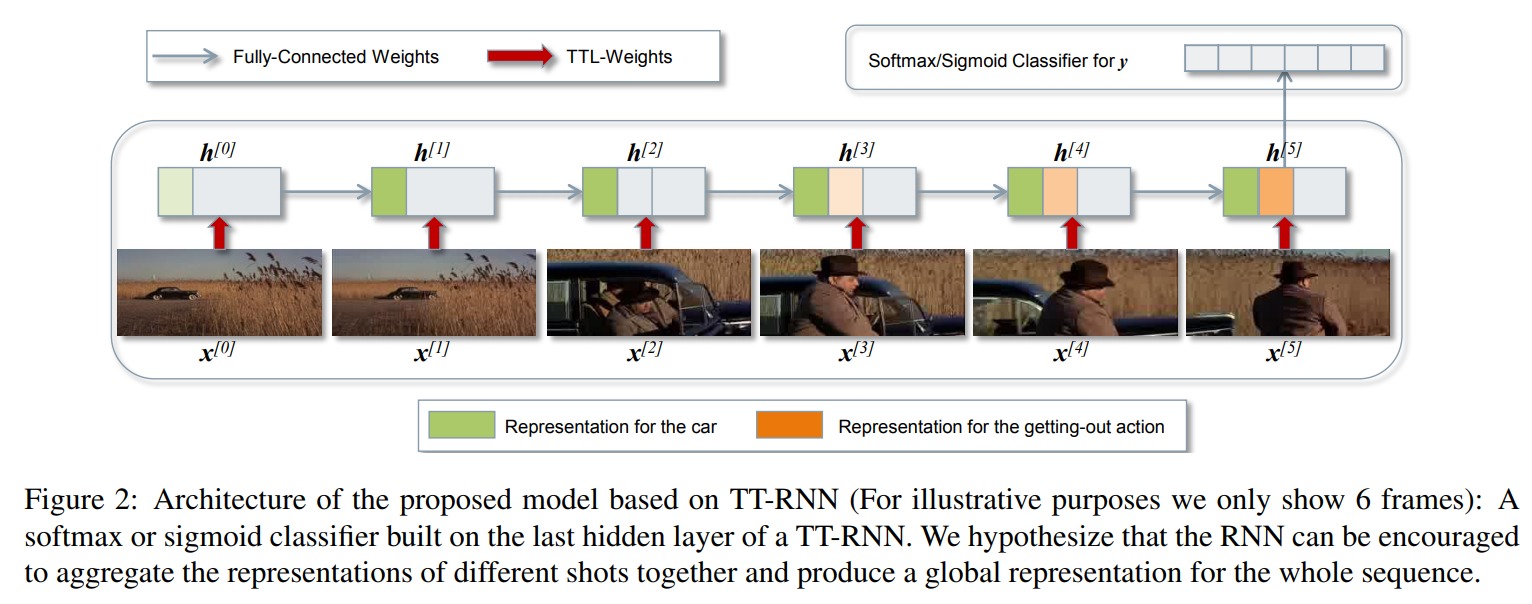 Fully-Connected Weights TTL-Weights
Softmax/Sigmoid Classifier for y
h[0] h[1] h[2] h[3] h[4] h[5]
x[0] x[1] x[2] x[3] x[4] x[5]
Representation for the car Representation for the getting-out action
Figure 2: Architecture of the proposed model based on TT-RNN (For illustrative purposes we only show 6 frames): A
softmax or sigmoid classifier built on the last hidden layer of a TT-RNN. We hypothesize that the RNN can be encouraged
to aggregate the representations of different shots together and produce a global representation for the whole sequence.